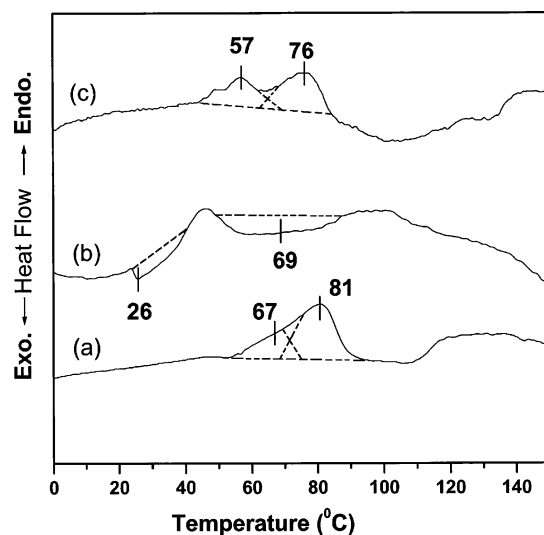 57 76
(c)
(b)
69
26
81
67
(a)
Exo. ← Heat Flow → Endo.
0 20 40 60 80 100 120 140
Temperature (⁰C)